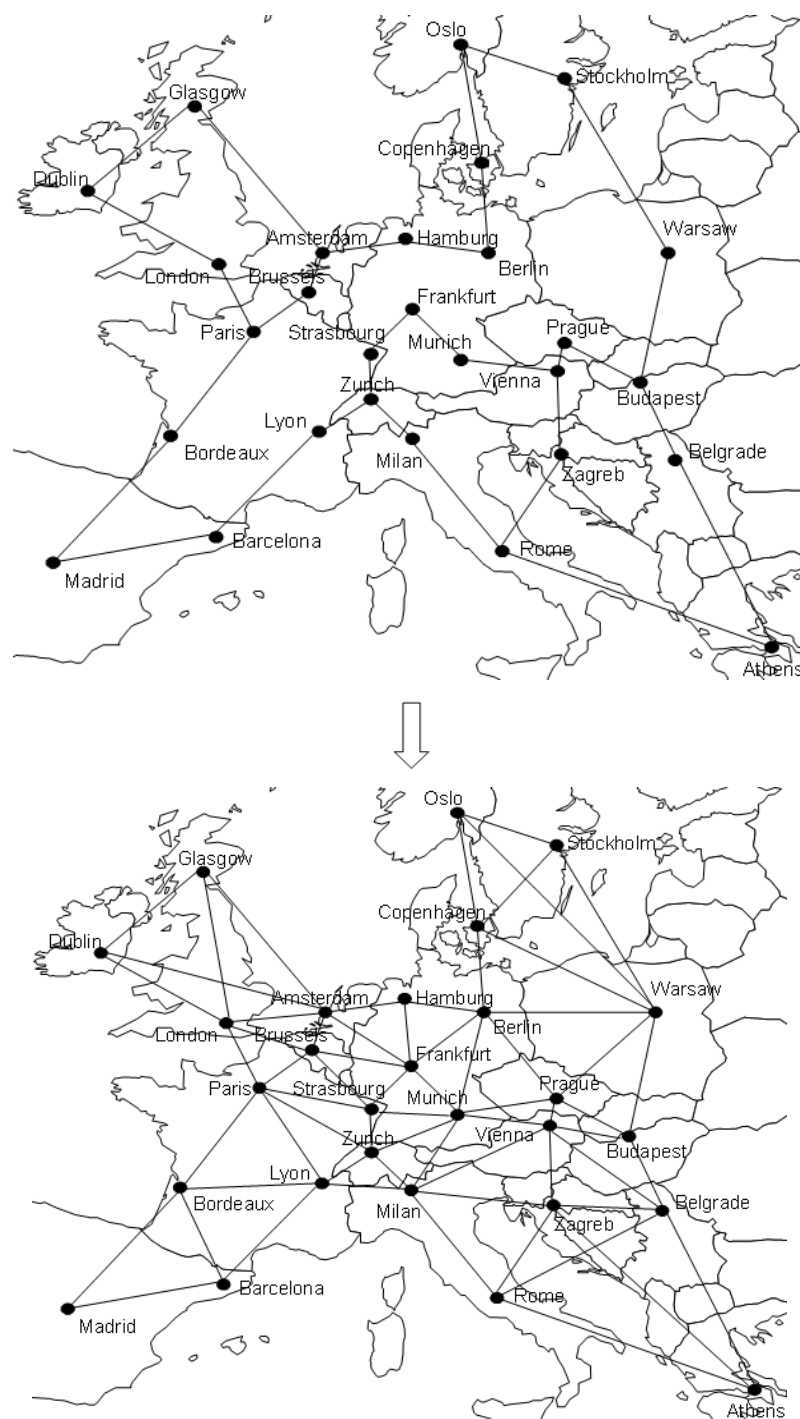 Oslo
Stockholm
Glasgow
Copenhagen
Dublin
Warsaw
Amsterdam
Hamburg
Berlin
London
Brussels
Frankfurt
Paris
Strasbourg
Prague
Munich
Vienna
Zurich
Budapest
Lyon
Bordeaux
Milan
Belgrade
Zagreb
Barcelona
Rome
Madrid
Athens
Oslo
Stockholm
Glasgow
Copenhagen
Dublin
Warsaw
Amsterdam
Hamburg
Berlin
London
Brussels
Frankfurt
Paris
Strasbourg
Prague
Munich
Vienna
Zurich
Budapest
Lyon
Bordeaux
Milan
Belgrade
Zagreb
Barcelona
Rome
Madrid
Athens